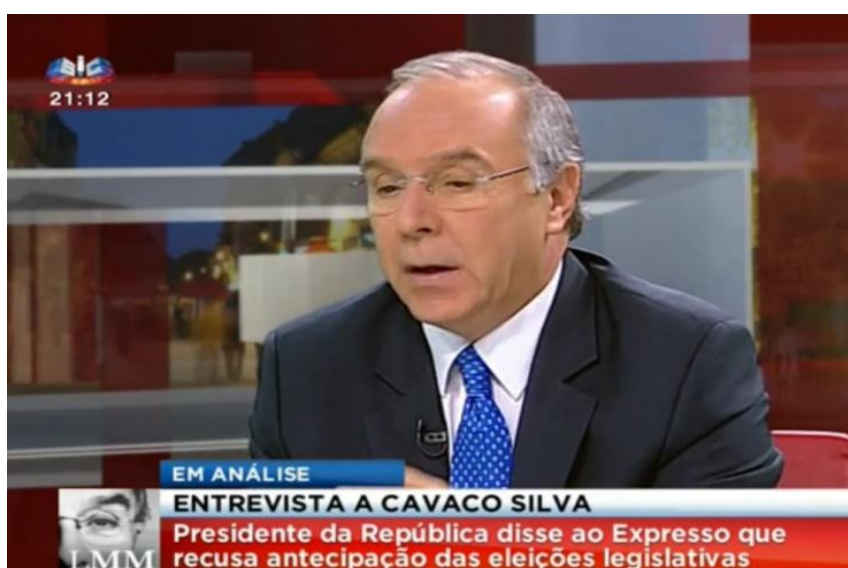 SIC
21:12
EM ANÁLISE
ENTREVISTA A CAVACO SILVA
LMM
Presidente da República disse ao Expresso que
recusa antecipação das eleições legislativas